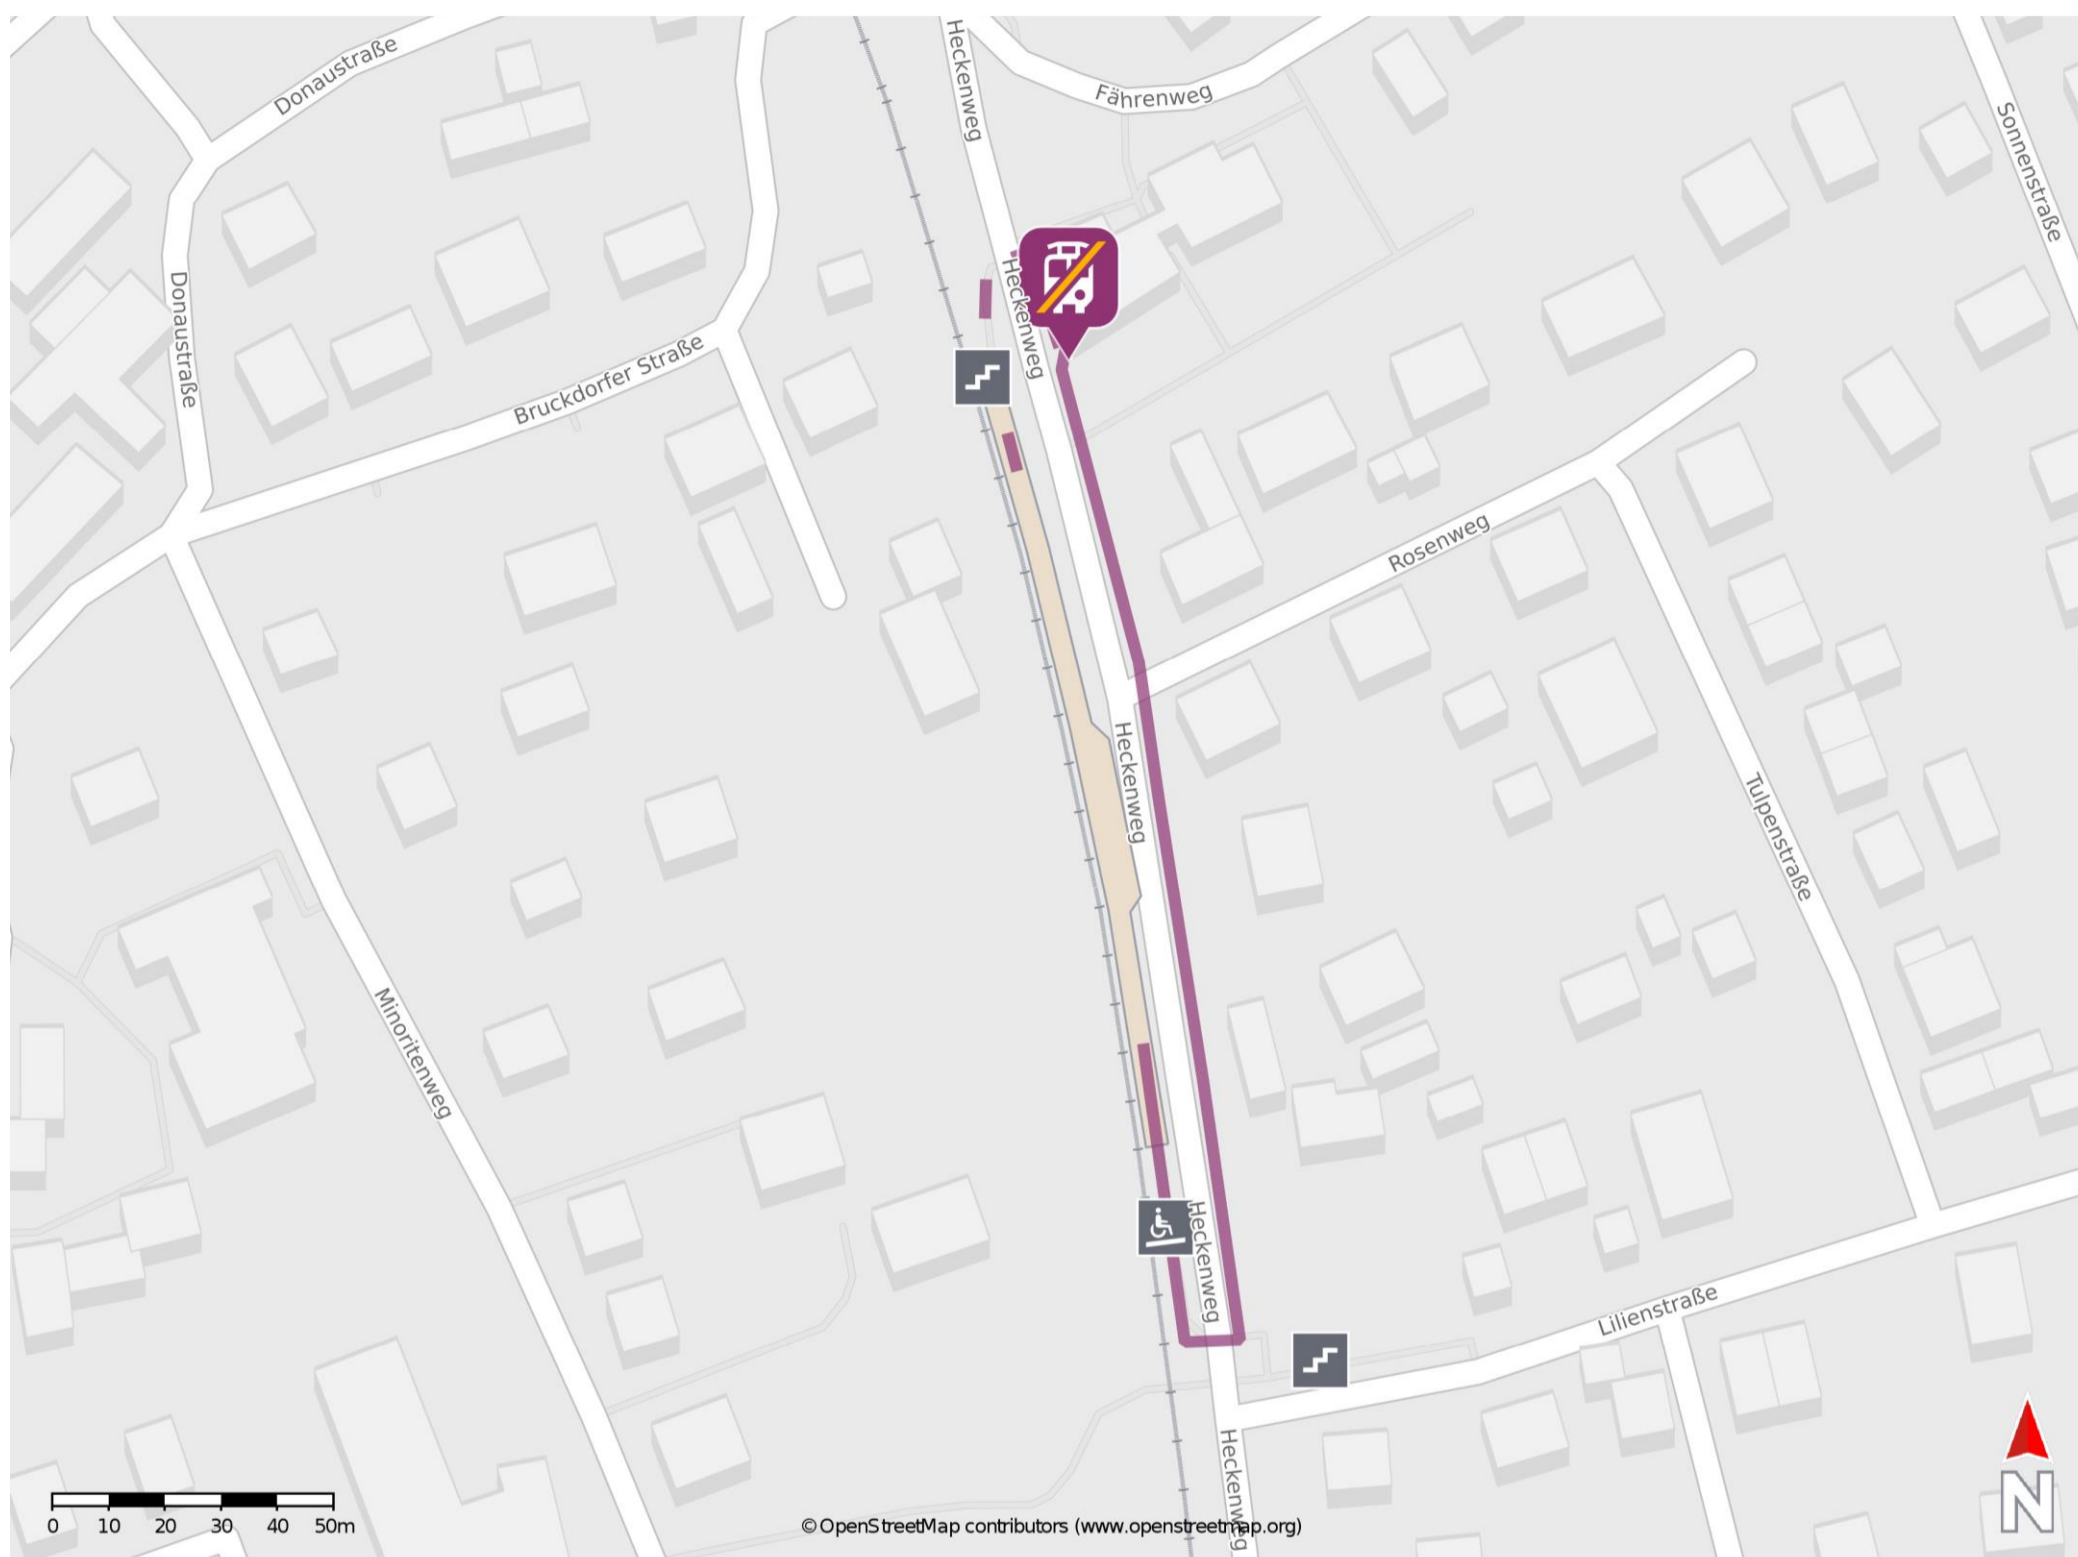 Donaustraße
Heckenweg
Fährenweg
Sonnenstraße
Donaustraße
Heckenweg
Bruckdorfer Straße
Rosenweg
Heckenweg
Tulpenstraße
Minoritenweg
Heckenweg
Lilienstraße
Heckenweg
N
0 10 20 30 40 50m
© OpenStreetMap contributors (www.openstreetmap.org)